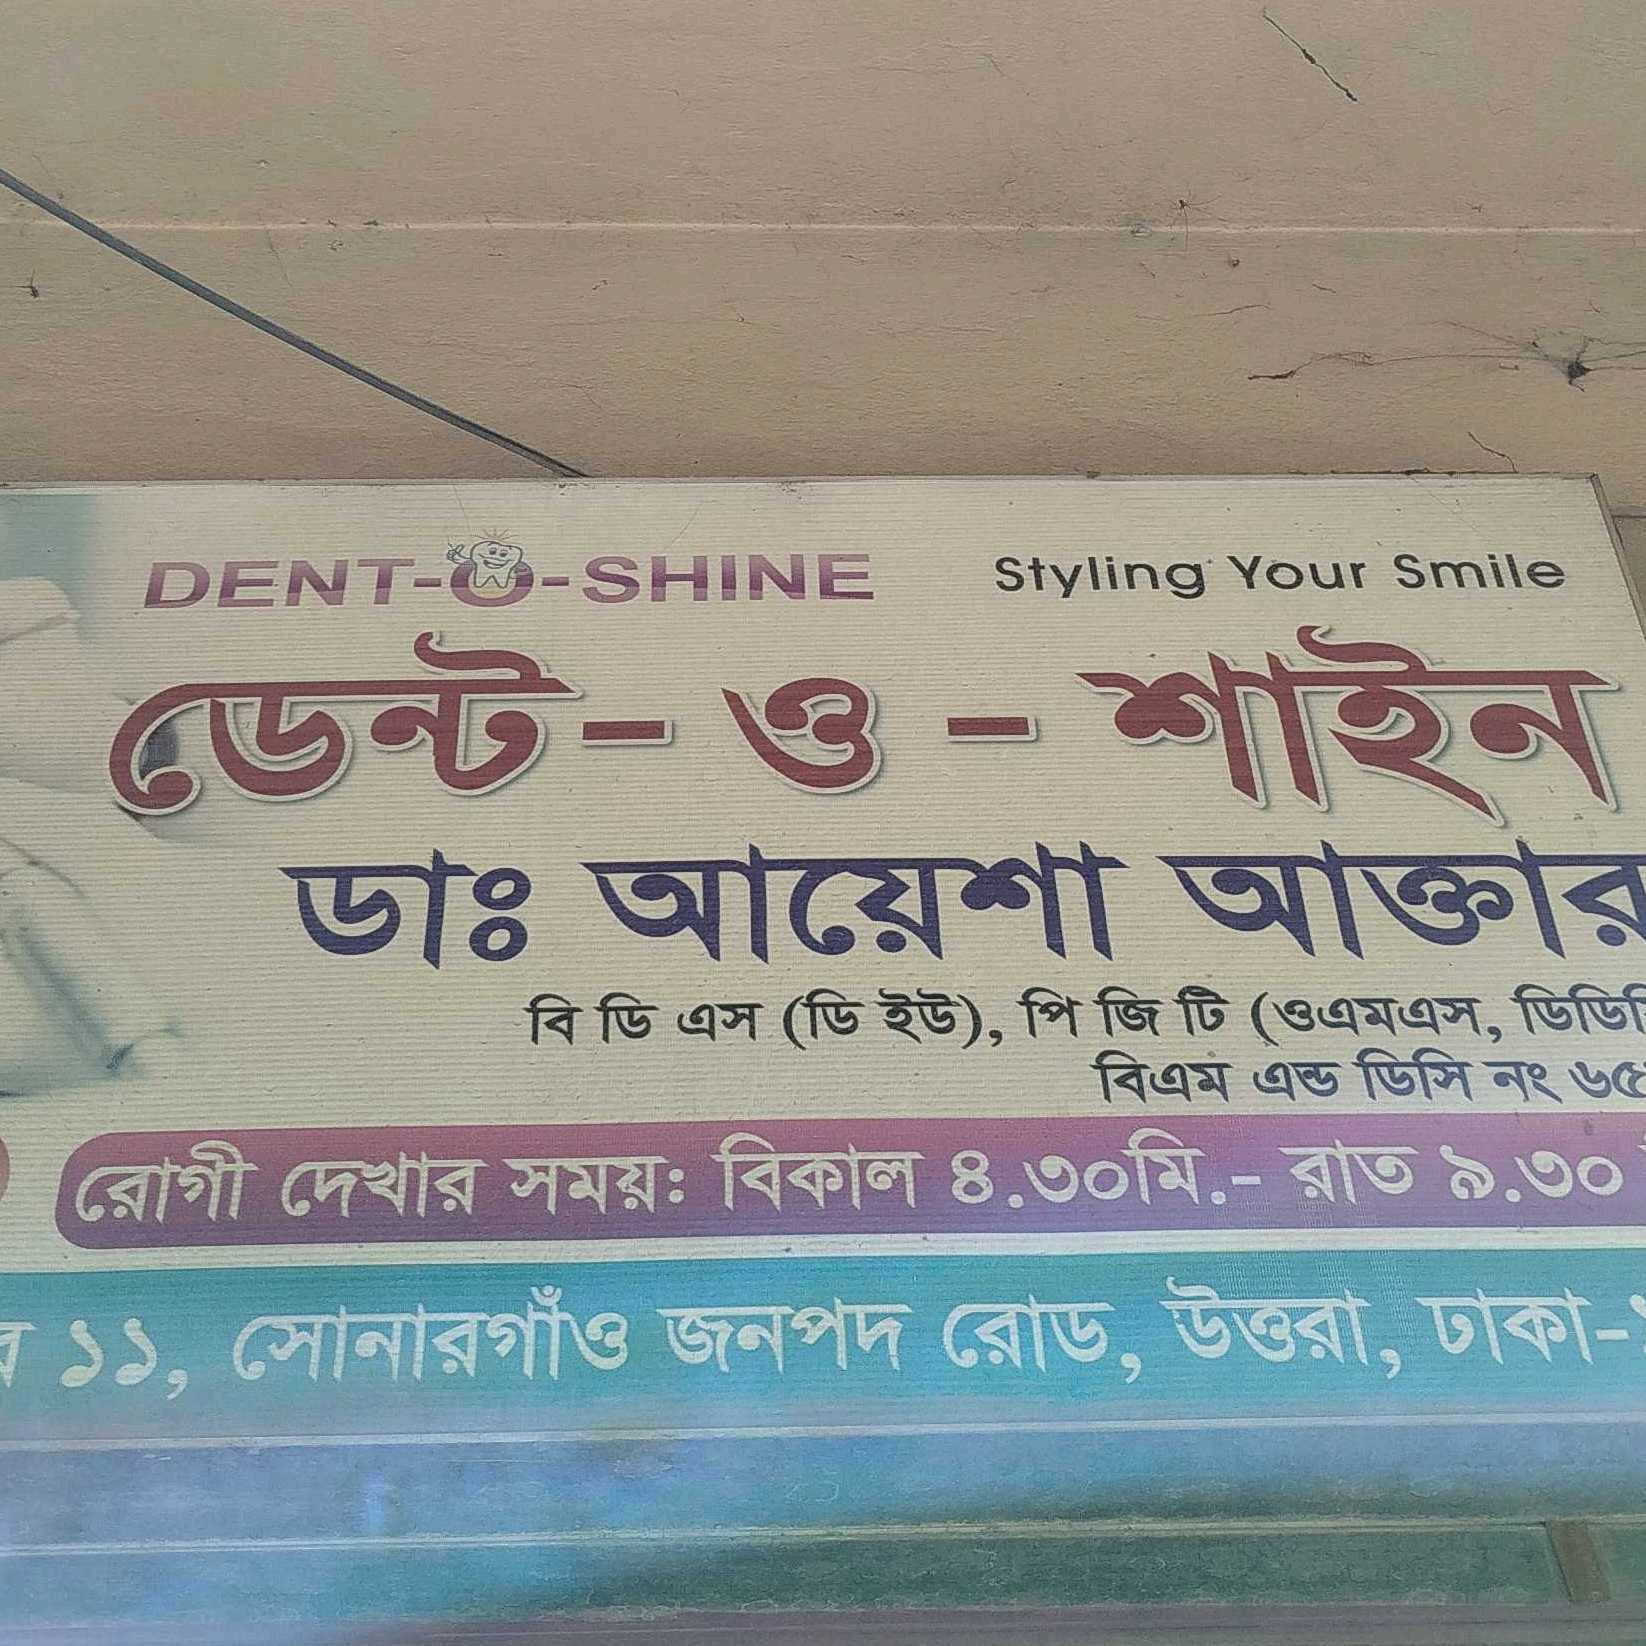 DENT-O-SHINE Styling Your Smile
ডেন্ট - ও - শাইন
ডাঃ আয়েশা আক্তার
বি ডি এস (ডি ইউ), পি জি টি (ওএমএস,
বিএম এন্ড ডিসি নং
রোগী দেখার সময়ঃ বিকাল ৪.৩০মি.- রাত ৯.৩০
১১, সোনারগাঁও জনপদ রোড, উত্তরা, ঢাকা-